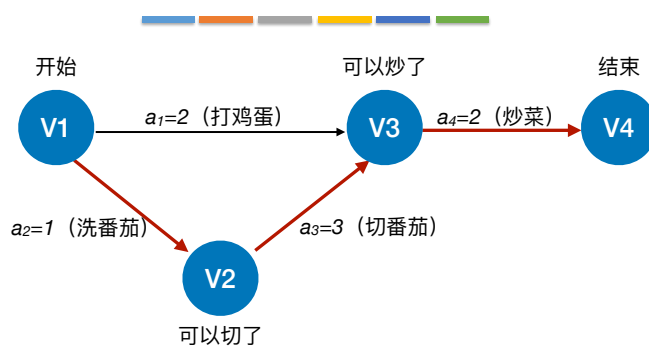 开始
可以炒了
结束
V1
a₁=2（打鸡蛋）
V3
a₄=2（炒菜）
V4
a₂=1（洗番茄）
a₃=3（切番茄）
V2
可以切了